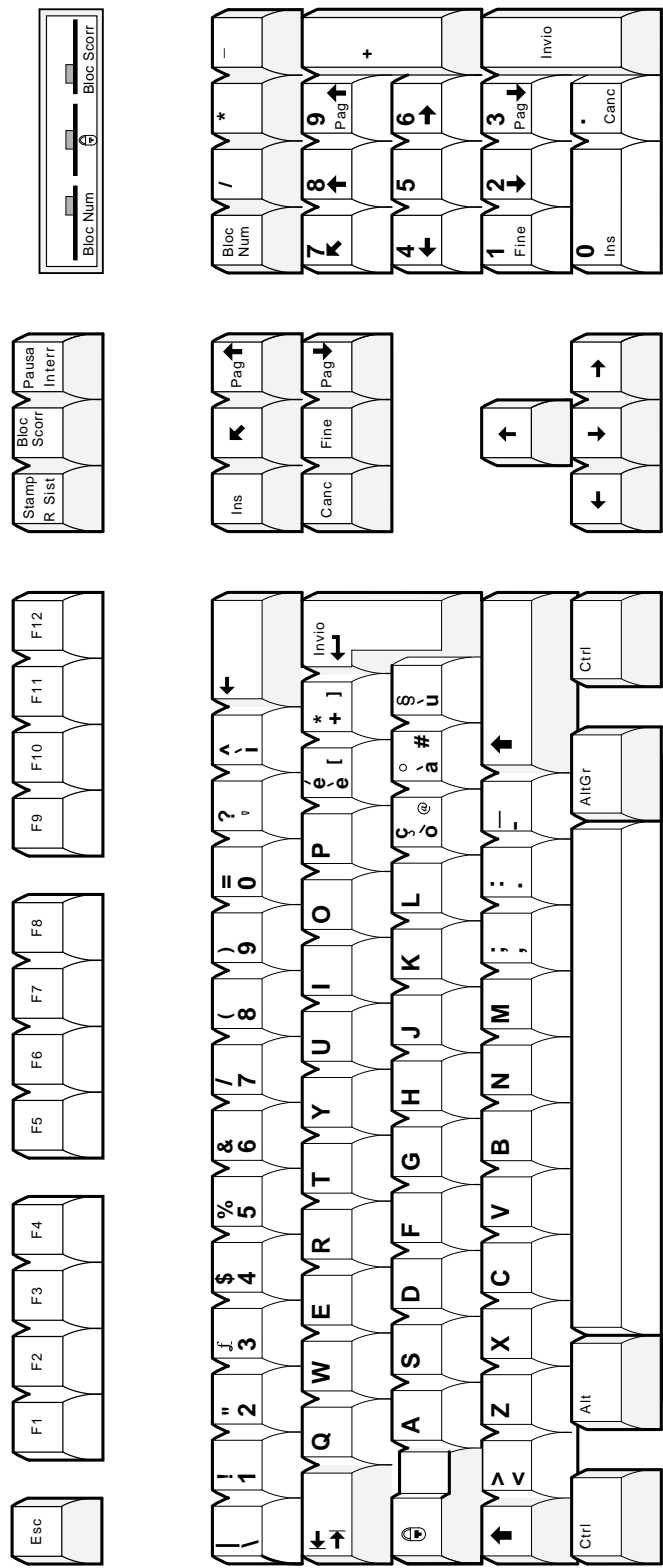 Esc F1 F2 F3 F4 F5 F6 F7 F8 F9 F10 F11 F12
Stamp Bloc Pausa
R Sist Scorr Interr
Bloc Num Bloc Scorr
| ! " £ $ % & / ( ) = ? ^
\ 1 2 3 4 5 6 7 8 9 0 ' ì ←
Ins ↖ Pag ↑
Bloc / * −
Num
Q W E R T Y U I O P
é *
è [ + ]
Invio ↵
Canc Fine Pag ↓
7 8 9 +
↖ ↑ Pag ↑
A S D F G H J K L
ç ° §
ò @ à # ù
4 5 6
← →
↑ > Z X C V B N M ; : _ ↑
< , . -
↑
1 2 3 Invio
Fine ↓ Pag ↓
Ctrl Alt AltGr Ctrl
← ↓ →
0 .
Ins Canc